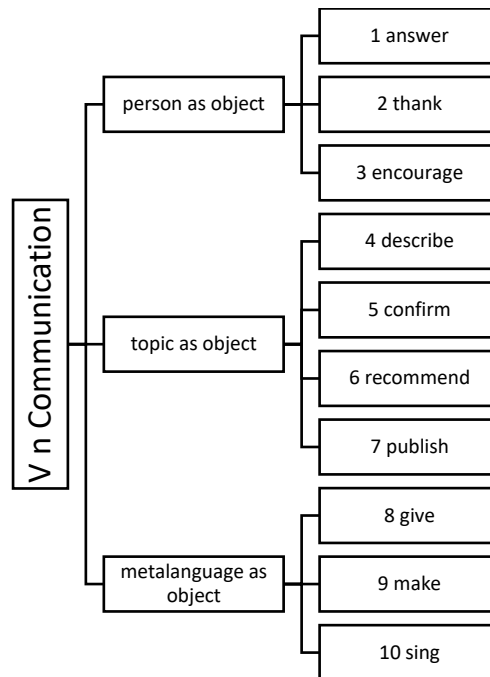 V n Communication
person as object
1 answer
2 thank
3 encourage
topic as object
4 describe
5 confirm
6 recommend
7 publish
metalanguage as
object
8 give
9 make
10 sing